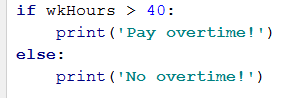 if wkHours > 40:
    print('Pay overtime!')
else:
    print('No overtime!')